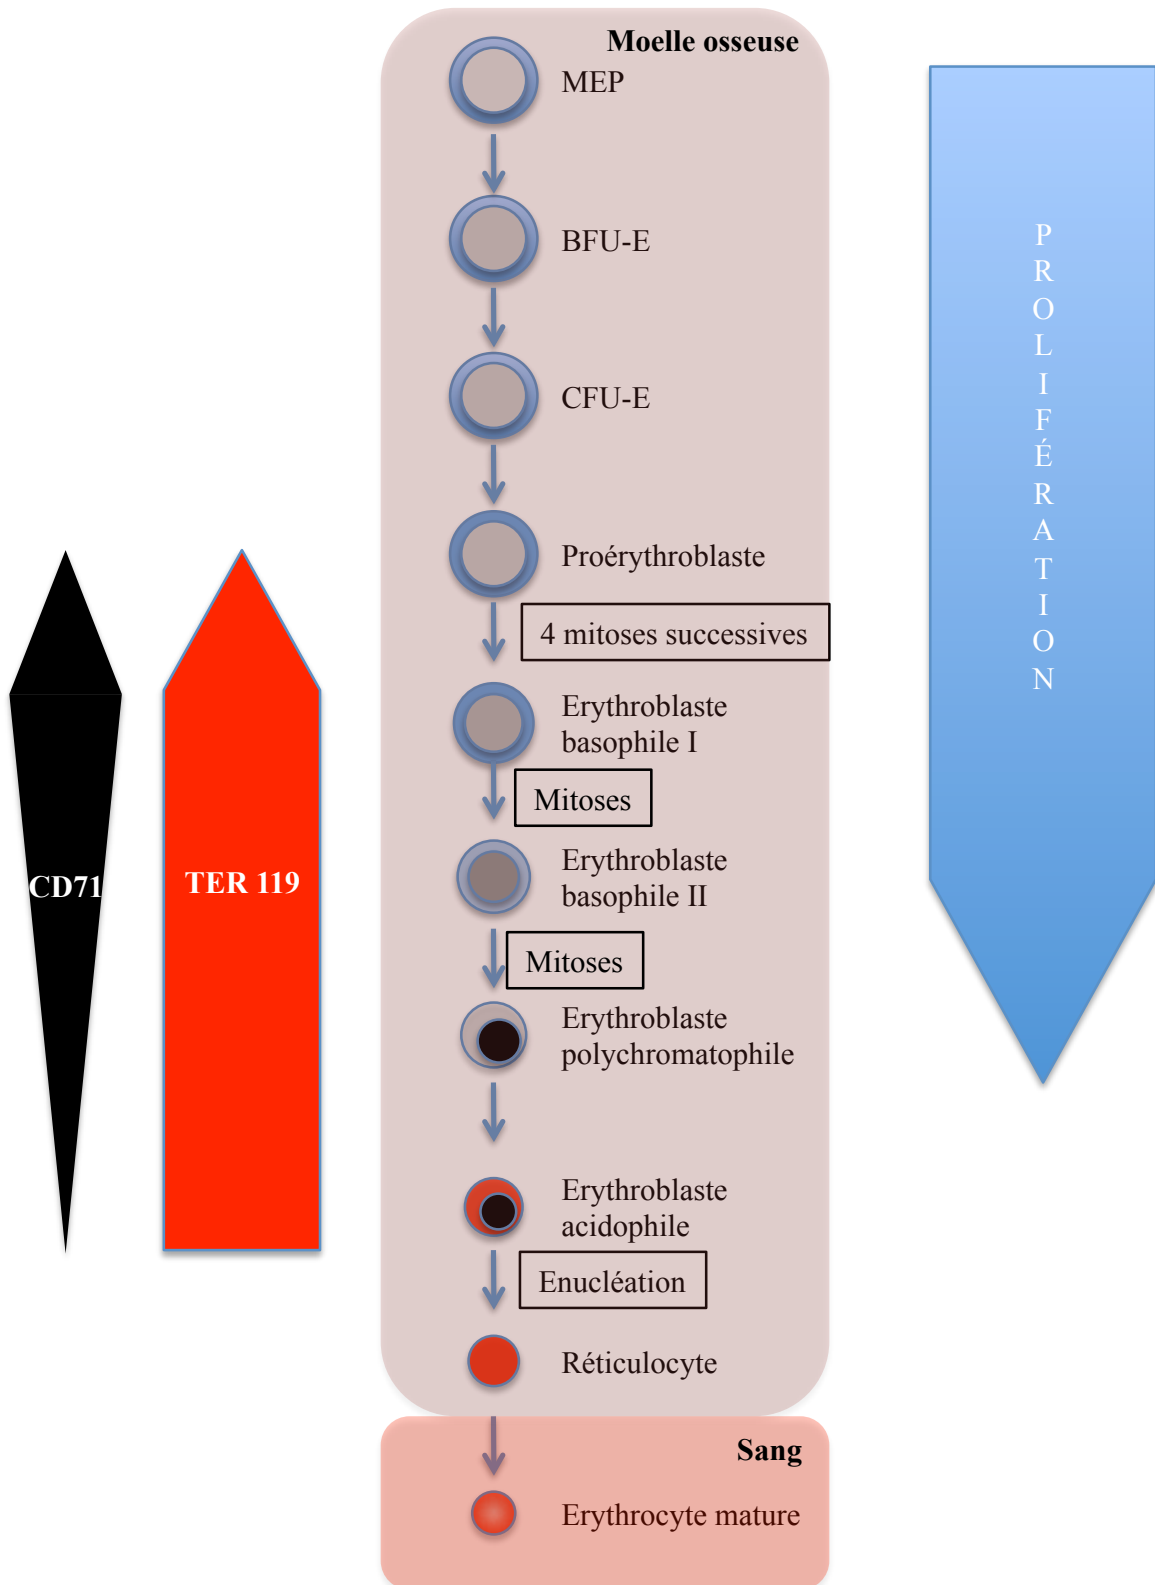 Moelle osseuse
MEP
BFU-E
CFU-E
Proérythroblaste
4 mitoses successives
Erythroblaste
basophile I
Mitoses
Erythroblaste
basophile II
Mitoses
Erythroblaste
polychromatophile
Erythroblaste
acidophile
Enucléation
Réticulocyte
Sang
Erythrocyte mature
CD71
TER 119
P
R
O
L
I
F
É
R
A
T
I
O
N